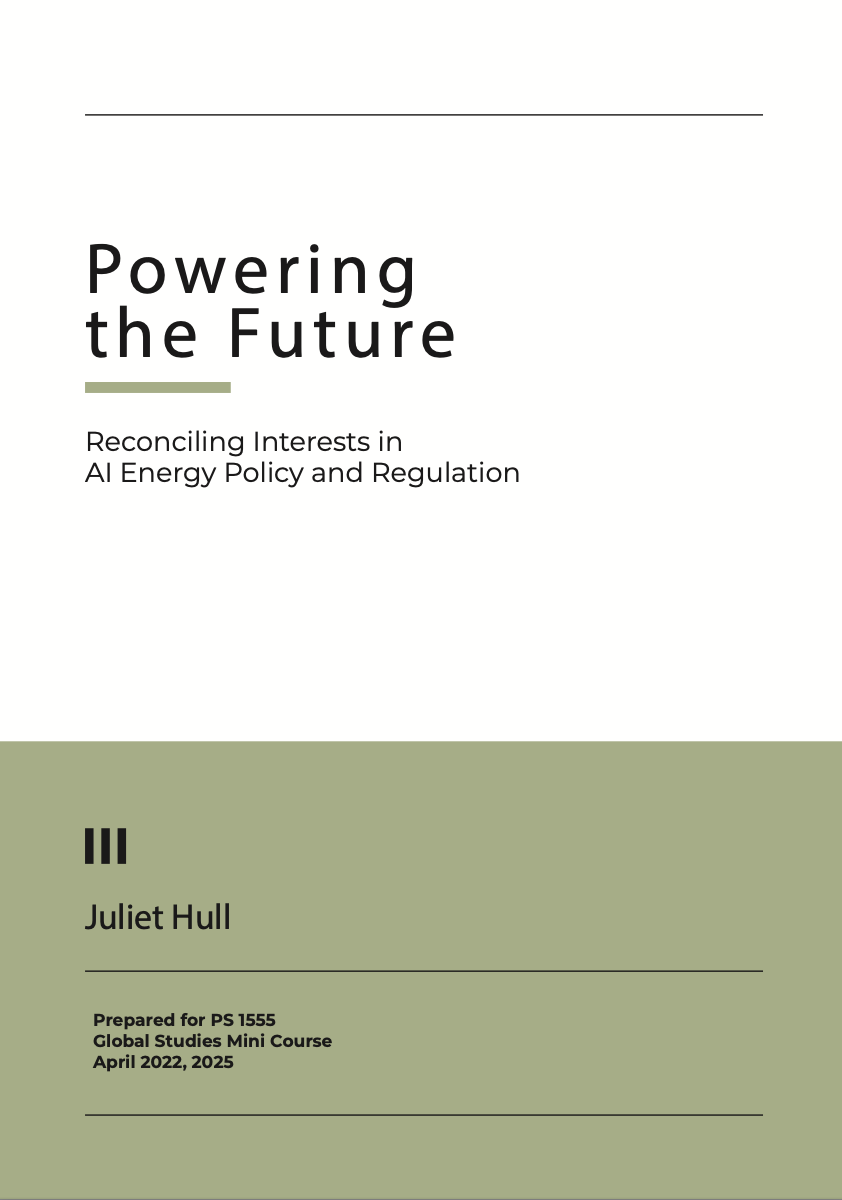 Powering
the Future
Reconciling Interests in
AI Energy Policy and Regulation
Juliet Hull
Prepared for PS 1555
Global Studies Mini Course
April 2022, 2025